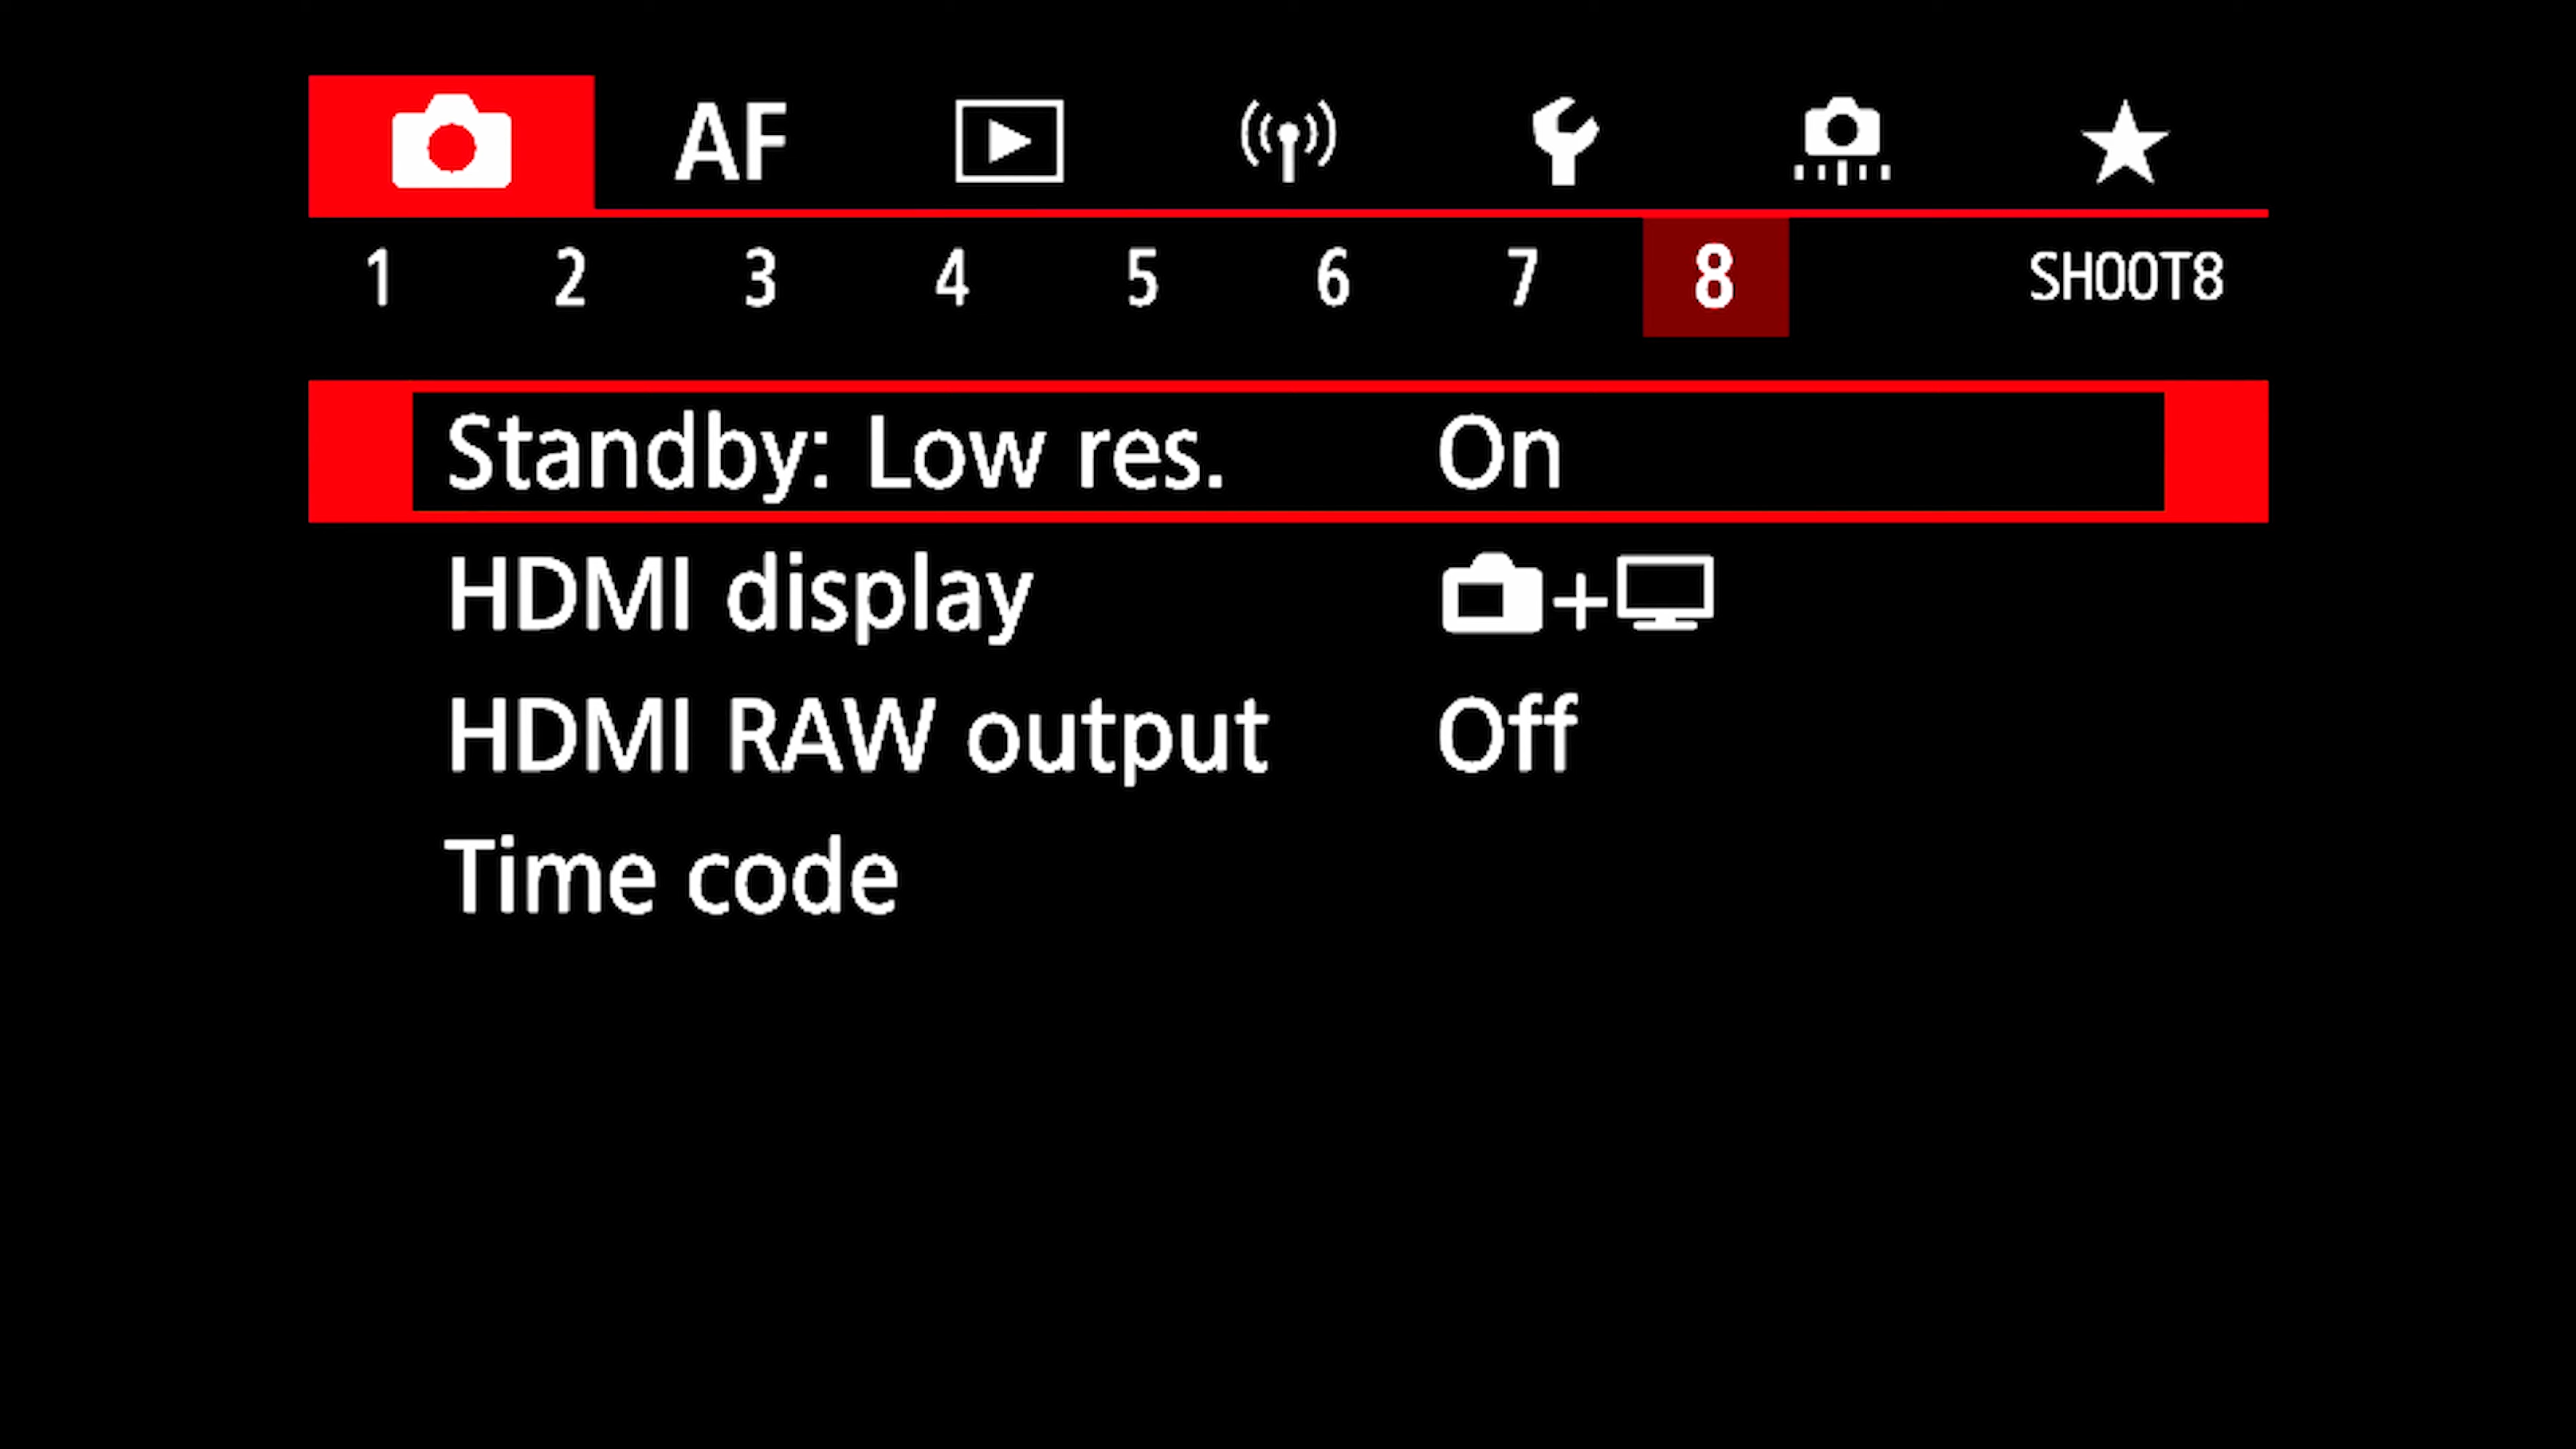 AF
1 2 3 4 5 6 7 8 SHOOT8
Standby: Low res. On
HDMI display
HDMI RAW output Off
Time code